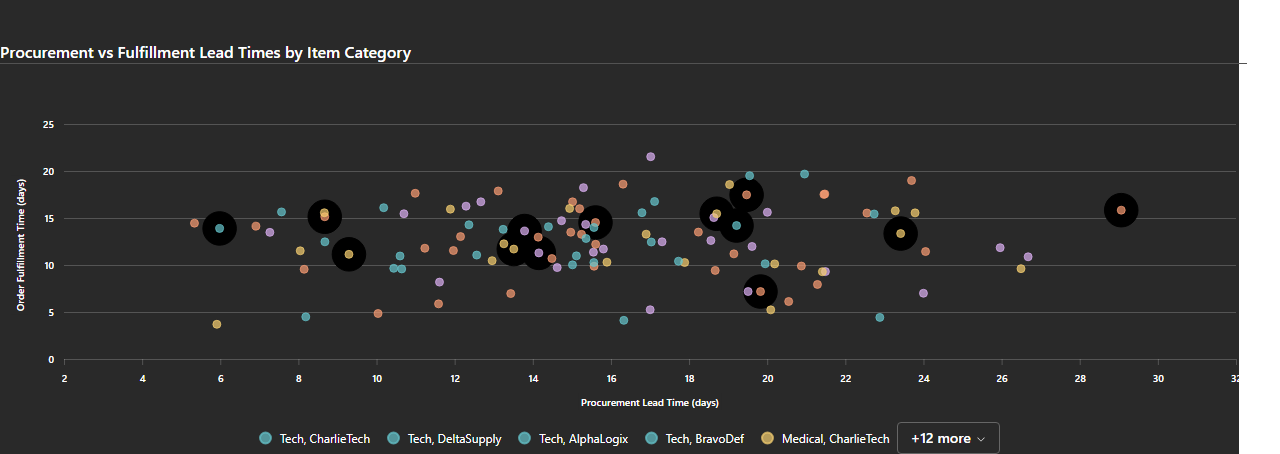 Procurement vs Fulfillment Lead Times by Item Category
25
20
15
10
5
0
Order Fulfillment Time (days)
2 4 6 8 10 12 14 16 18 20 22 24 26 28 30 32
Procurement Lead Time (days)
Tech, CharlieTech Tech, DeltaSupply Tech, AlphaLogix Tech, BravoDef Medical, CharlieTech +12 more